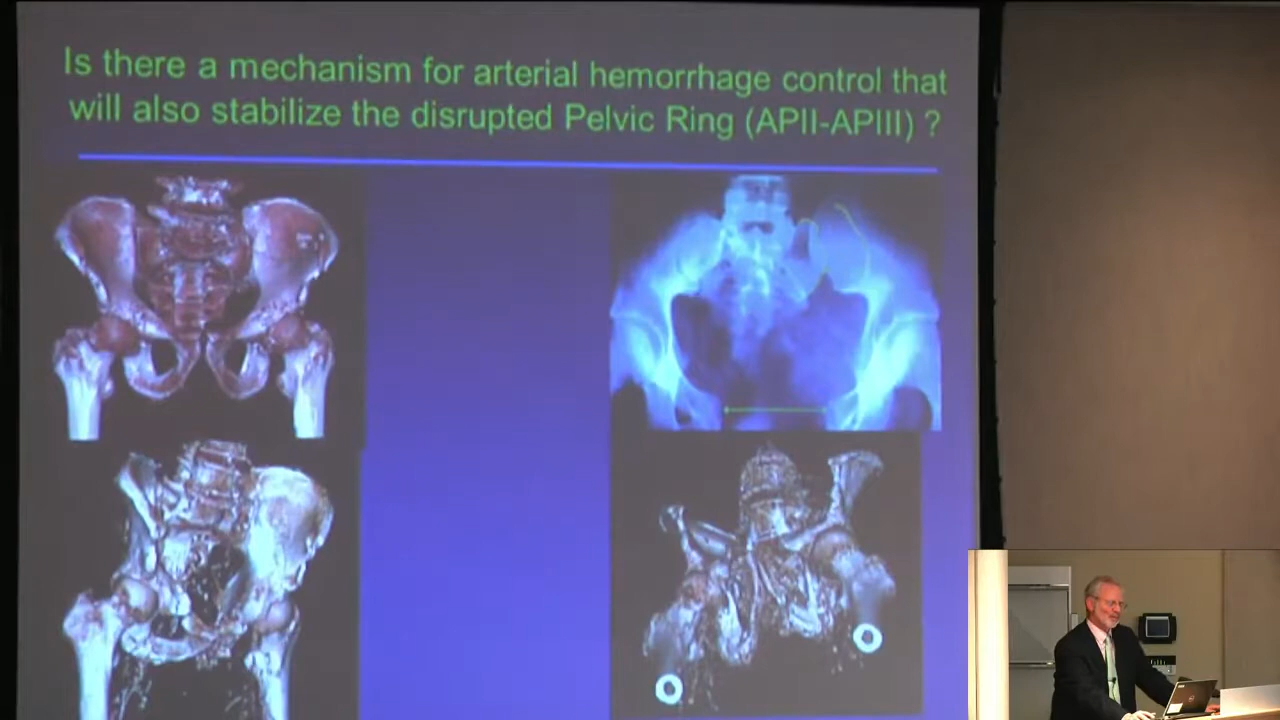 Is there a mechanism for arterial hemorrhage control that
will also stabilize the disrupted Pelvic Ring (APII-APIII) ?